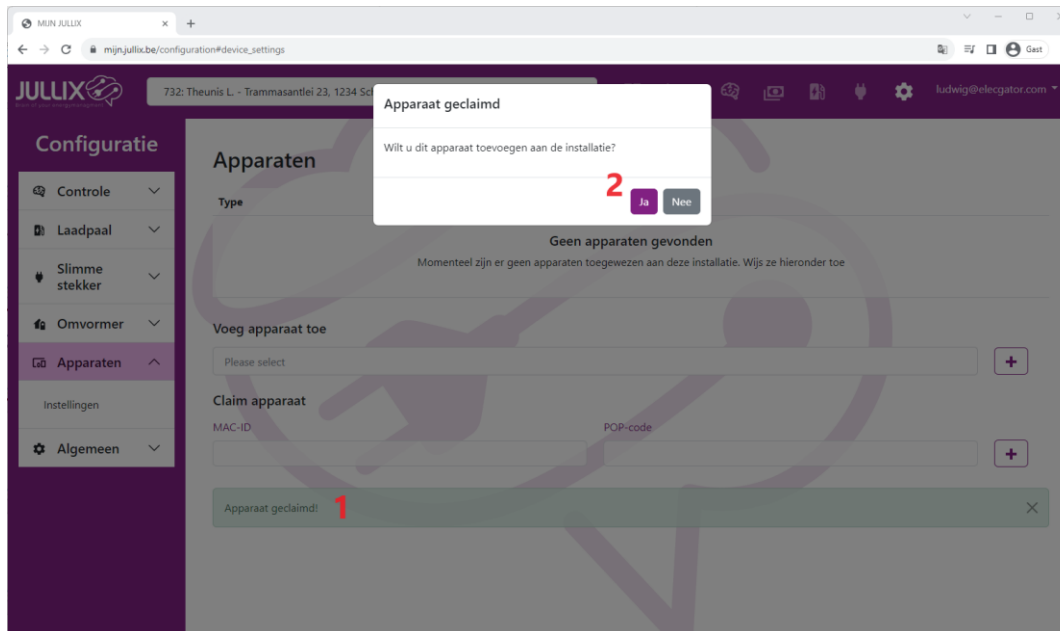 MIJN JULLIX
mijn.jullix.be/configuration#device_settings
Gast
JULLIX
732: Theunis L. - Trammasantlei 23, 1234 Sc
ludwig@elecgator.com
Apparaat geclaimd
Wilt u dit apparaat toevoegen aan de installatie?
2
Ja
Nee
Configuratie
Controle
Laadpaal
Slimme
stekker
Omvormer
Apparaten
Instellingen
Algemeen
Apparaten
Type
Geen apparaten gevonden
Momenteel zijn er geen apparaten toegewezen aan deze installatie. Wijs ze hieronder toe
Voeg apparaat toe
Please select
+
Claim apparaat
MAC-ID
POP-code
+
Apparaat geclaimd!
1